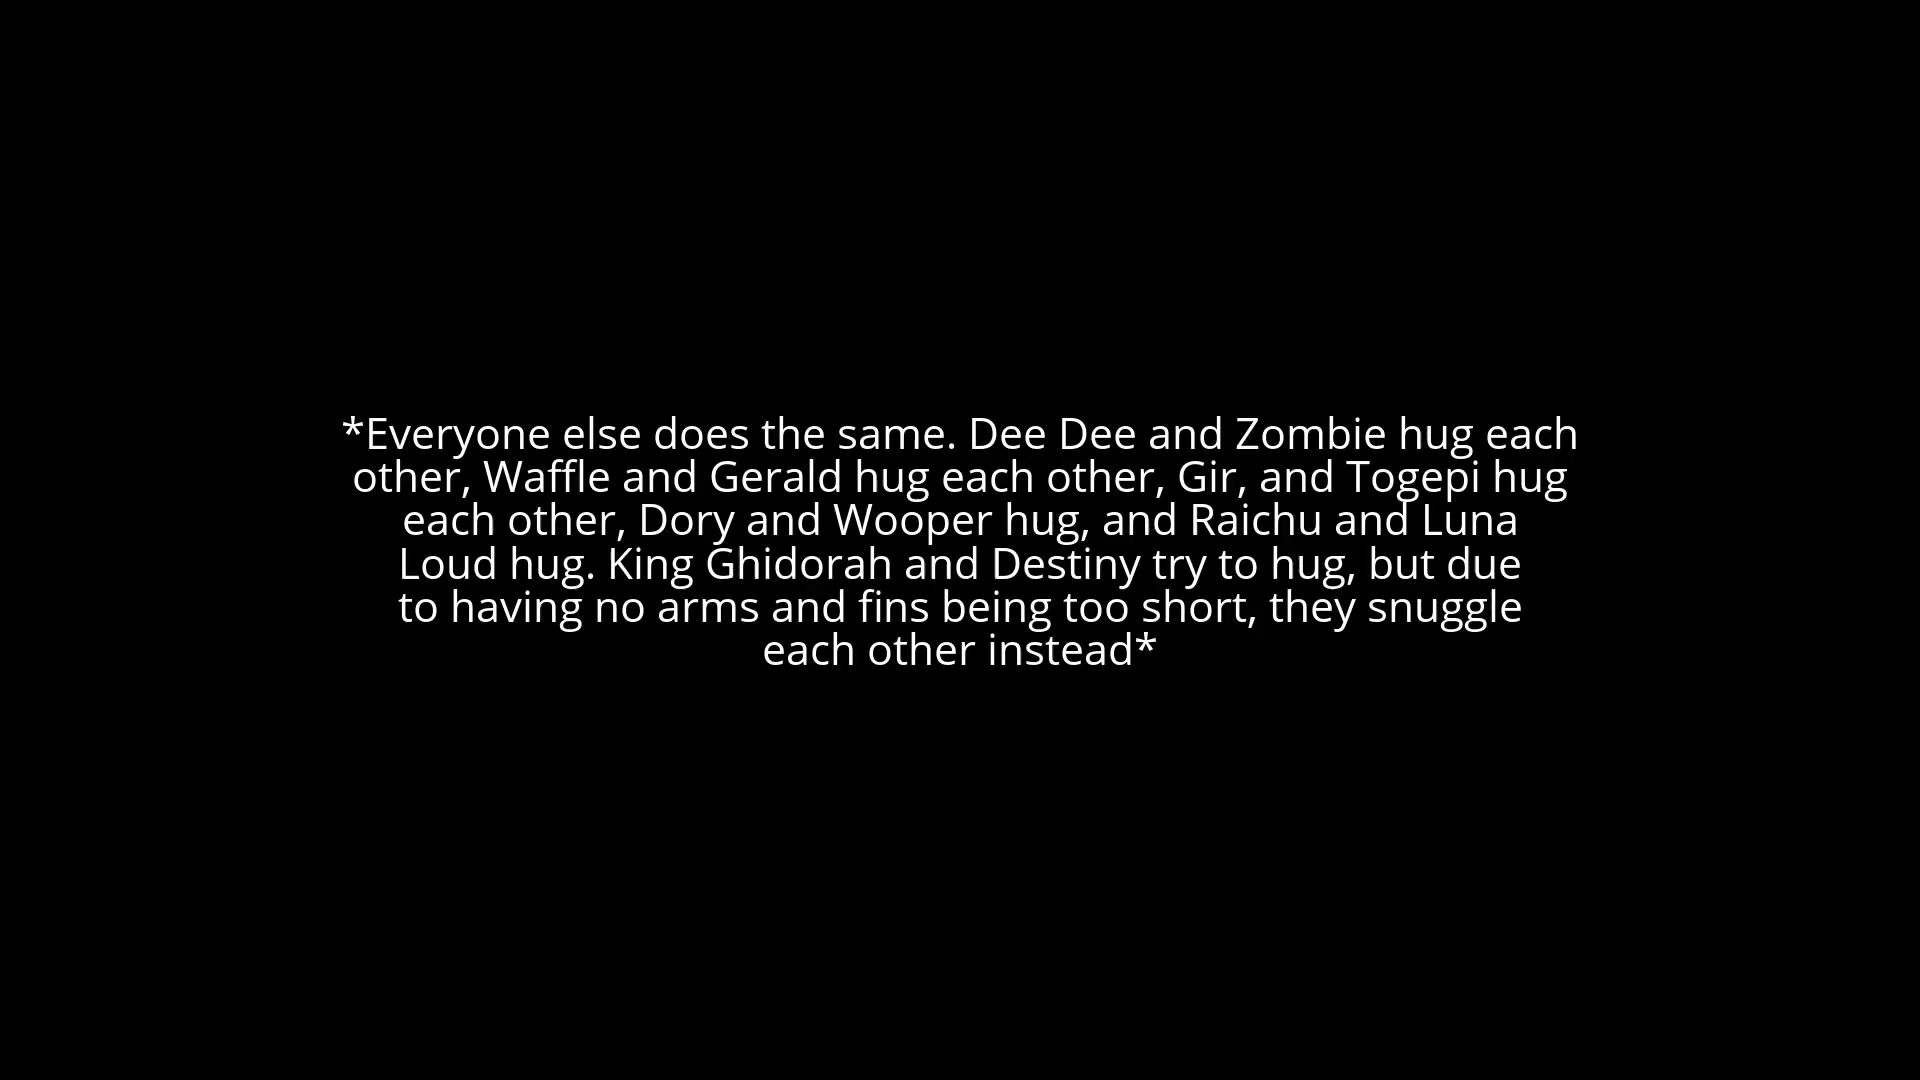 *Everyone else does the same. Dee Dee and Zombie hug each
other, Waffle and Gerald hug each other, Gir, and Togepi hug
each other, Dory and Wooper hug, and Raichu and Luna
Loud hug. King Ghidorah and Destiny try to hug, but due
to having no arms and fins being too short, they snuggle
each other instead*